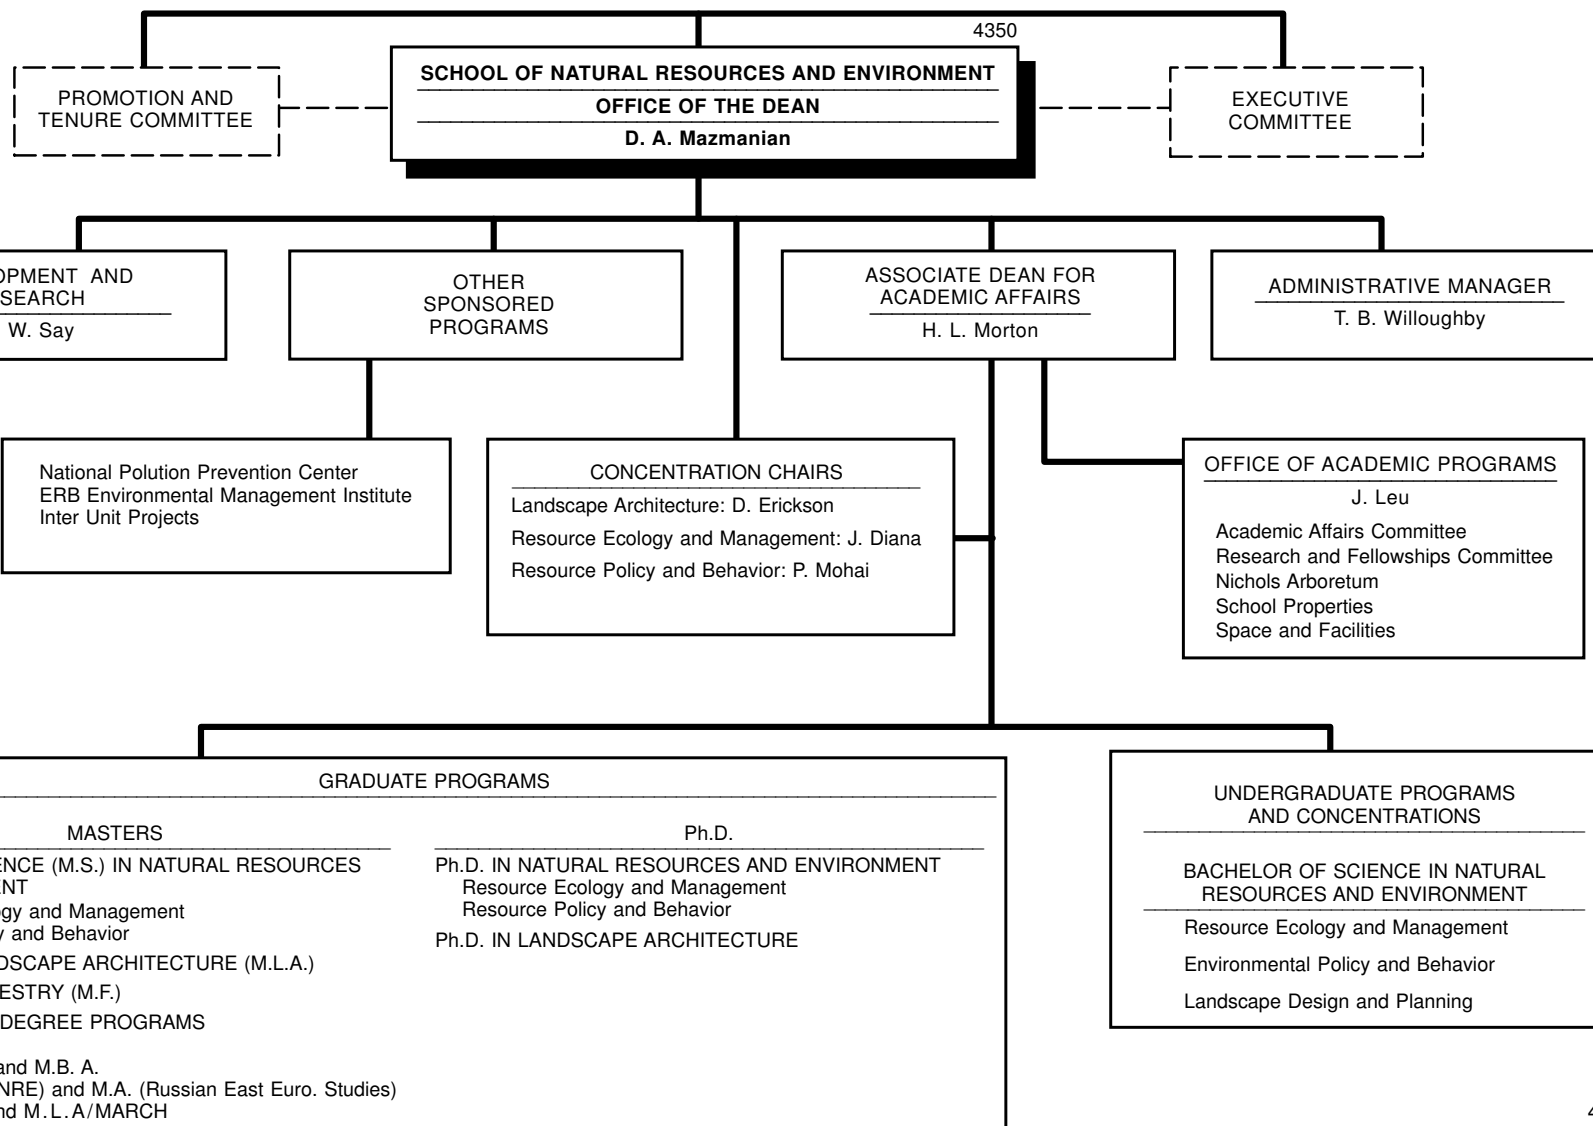 4350
SCHOOL OF NATURAL RESOURCES AND ENVIRONMENT
OFFICE OF THE DEAN
D. A. Mazmanian
PROMOTION AND
TENURE COMMITTEE
EXECUTIVE
COMMITTEE
OPMENT AND
SEARCH
W. Say
OTHER
SPONSORED
PROGRAMS
ASSOCIATE DEAN FOR
ACADEMIC AFFAIRS
H. L. Morton
ADMINISTRATIVE MANAGER
T. B. Willoughby
National Polution Prevention Center
ERB Environmental Management Institute
Inter Unit Projects
CONCENTRATION CHAIRS
Landscape Architecture: D. Erickson
Resource Ecology and Management: J. Diana
Resource Policy and Behavior: P. Mohai
OFFICE OF ACADEMIC PROGRAMS
J. Leu
Academic Affairs Committee
Research and Fellowships Committee
Nichols Arboretum
School Properties
Space and Facilities
GRADUATE PROGRAMS
MASTERS
ENCE (M.S.) IN NATURAL RESOURCES
ENT
ogy and Management
y and Behavior
DSCAPE ARCHITECTURE (M.L.A.)
ESTRY (M.F.)
DEGREE PROGRAMS
and M.B. A.
NRE) and M.A. (Russian East Euro. Studies)
nd M.L.A/MARCH
Ph.D.
Ph.D. IN NATURAL RESOURCES AND ENVIRONMENT
Resource Ecology and Management
Resource Policy and Behavior
Ph.D. IN LANDSCAPE ARCHITECTURE
UNDERGRADUATE PROGRAMS
AND CONCENTRATIONS
BACHELOR OF SCIENCE IN NATURAL
RESOURCES AND ENVIRONMENT
Resource Ecology and Management
Environmental Policy and Behavior
Landscape Design and Planning